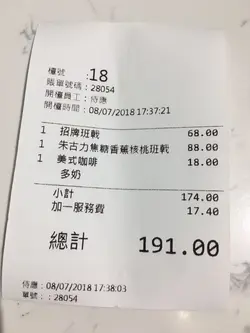 檯號 :18
賬單號碼 : 28054
開檯員工 : 侍應
開檯時間 : 08/07/2018 17:37:21
1 招牌班戟 68.00
1 朱古力焦糖香蕉核桃班戟 88.00
1 美式咖啡 18.00
多奶
小計 174.00
加一服務費 17.40
總計 191.00
侍應 : 08/07/2018 17:38:03
單號 : : 28054